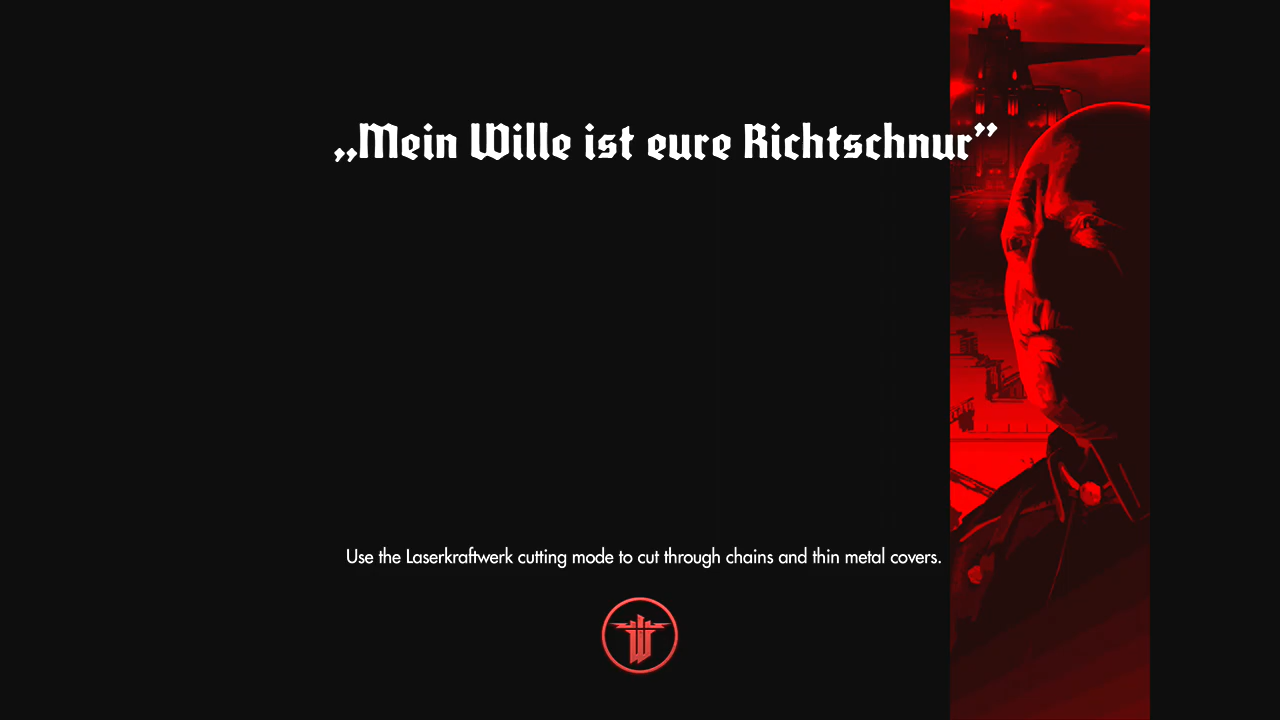 „Mein Wille ist eure Richtschnur”
Use the Laserkraftwerk cutting mode to cut through chains and thin metal covers.